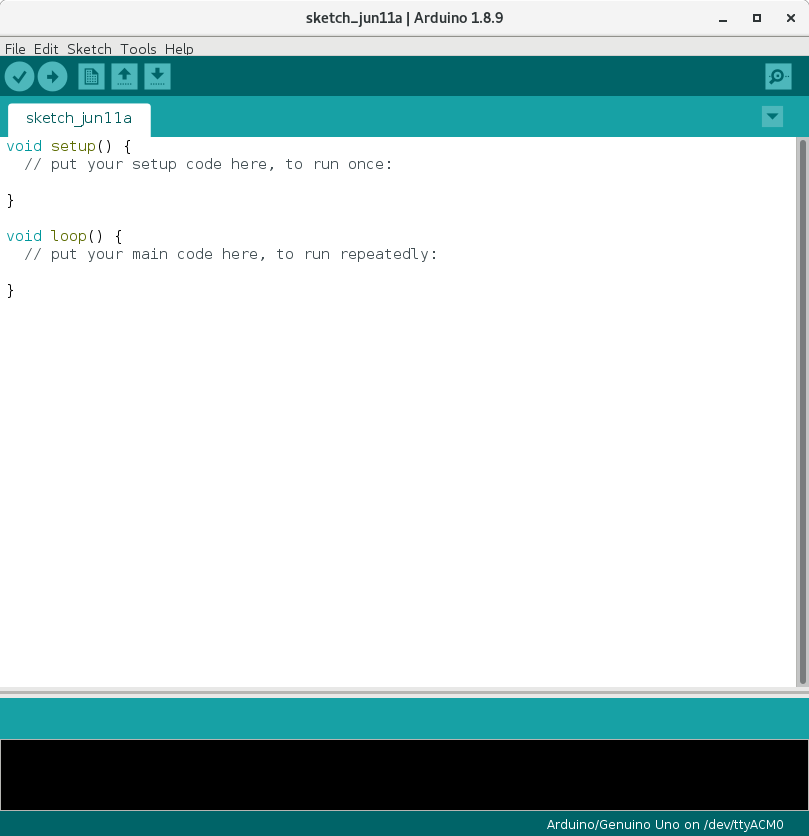 sketch_jun11a | Arduino 1.8.9
File Edit Sketch Tools Help
sketch_jun11a
void setup() {
  // put your setup code here, to run once:
}
void loop() {
  // put your main code here, to run repeatedly:
}
Arduino/Genuino Uno on /dev/ttyACM0